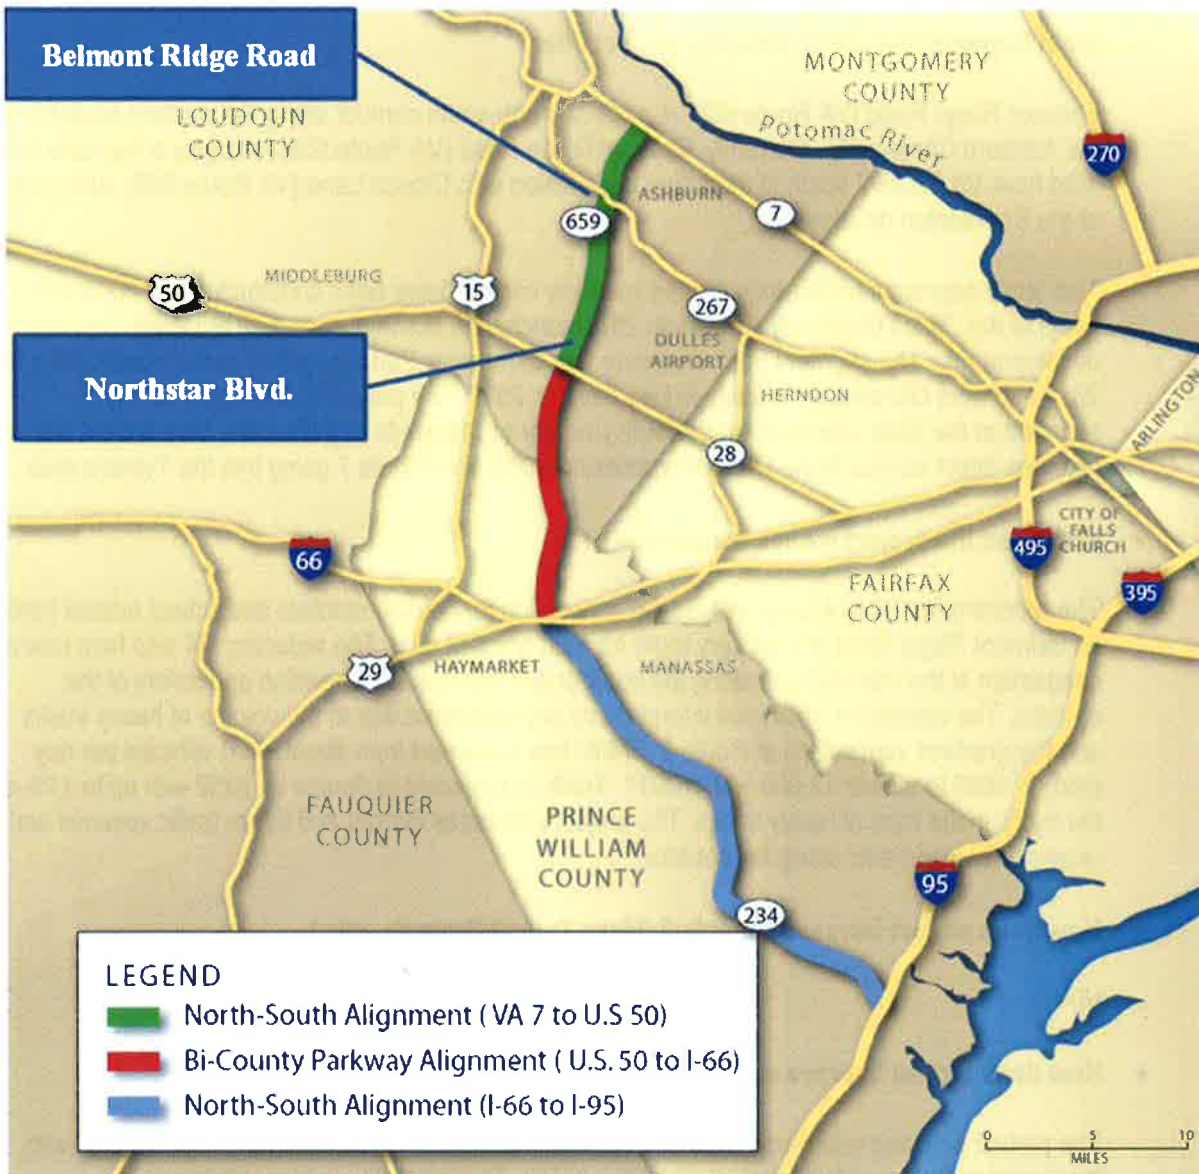 Belmont Ridge Road
MONTGOMERY
COUNTY
LOUDOUN
COUNTY
Potomac River
270
ASHBURN
659
7
MIDDLEBURG
50
15
267
DULLES
AIRPORT
Northstar Blvd.
HERNDON
ARLINGTON
28
CITY OF
FALLS
CHURCH
66
495
395
FAIRFAX
COUNTY
29
HAYMARKET
MANASSAS
FAUQUIER
COUNTY
PRINCE
WILLIAM
COUNTY
95
234
LEGEND
North-South Alignment ( VA 7 to U.S 50)
Bi-County Parkway Alignment ( U.S. 50 to I-66)
North-South Alignment (I-66 to I-95)
0 5 10
MILES